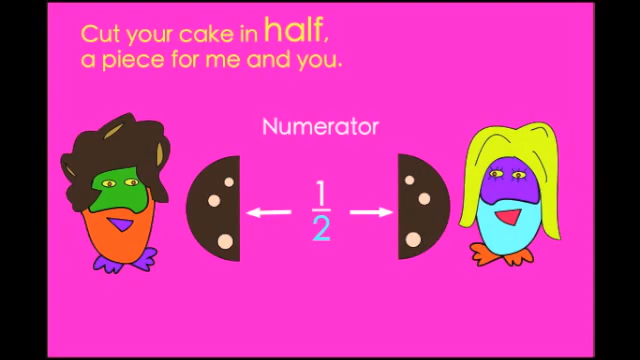 Cut your cake in half,
a piece for me and you.
Numerator
1
2